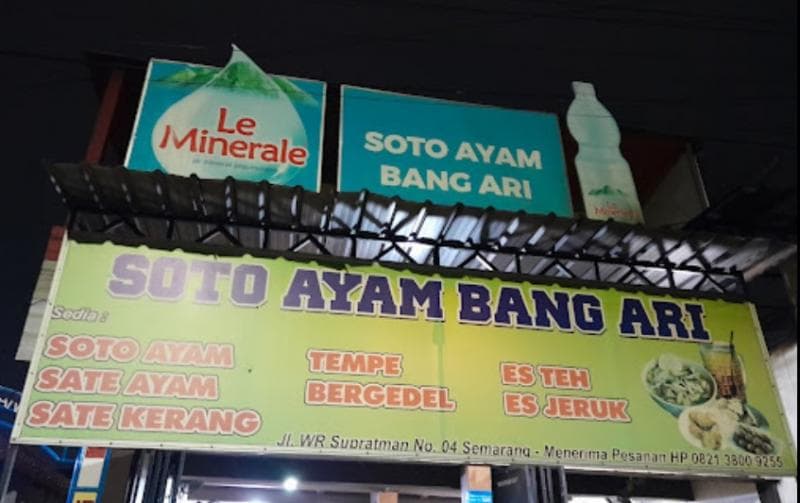 Le
Minerale
SOTO AYAM
BANG ARI
SOTO AYAM BANG ARI
Sedia :
SOTO AYAM
SATE AYAM
SATE KERANG
TEMPE
BERGEDEL
ES TEH
ES JERUK
Jl. WR Supratman No. 04 Semarang - Menerima Pesanan HP 0821 3800 9255